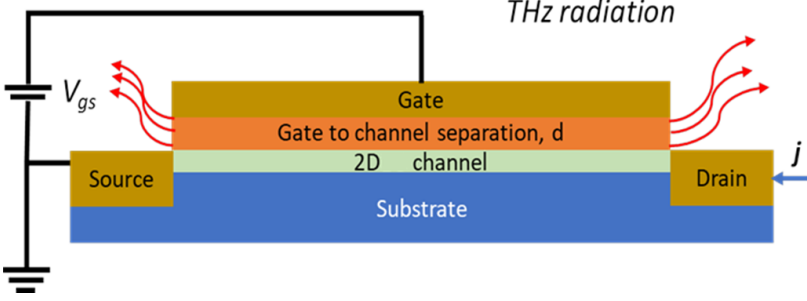 THz radiation
Vgs
Gate
Gate to channel separation, d
2D channel
Source
Drain
j
Substrate